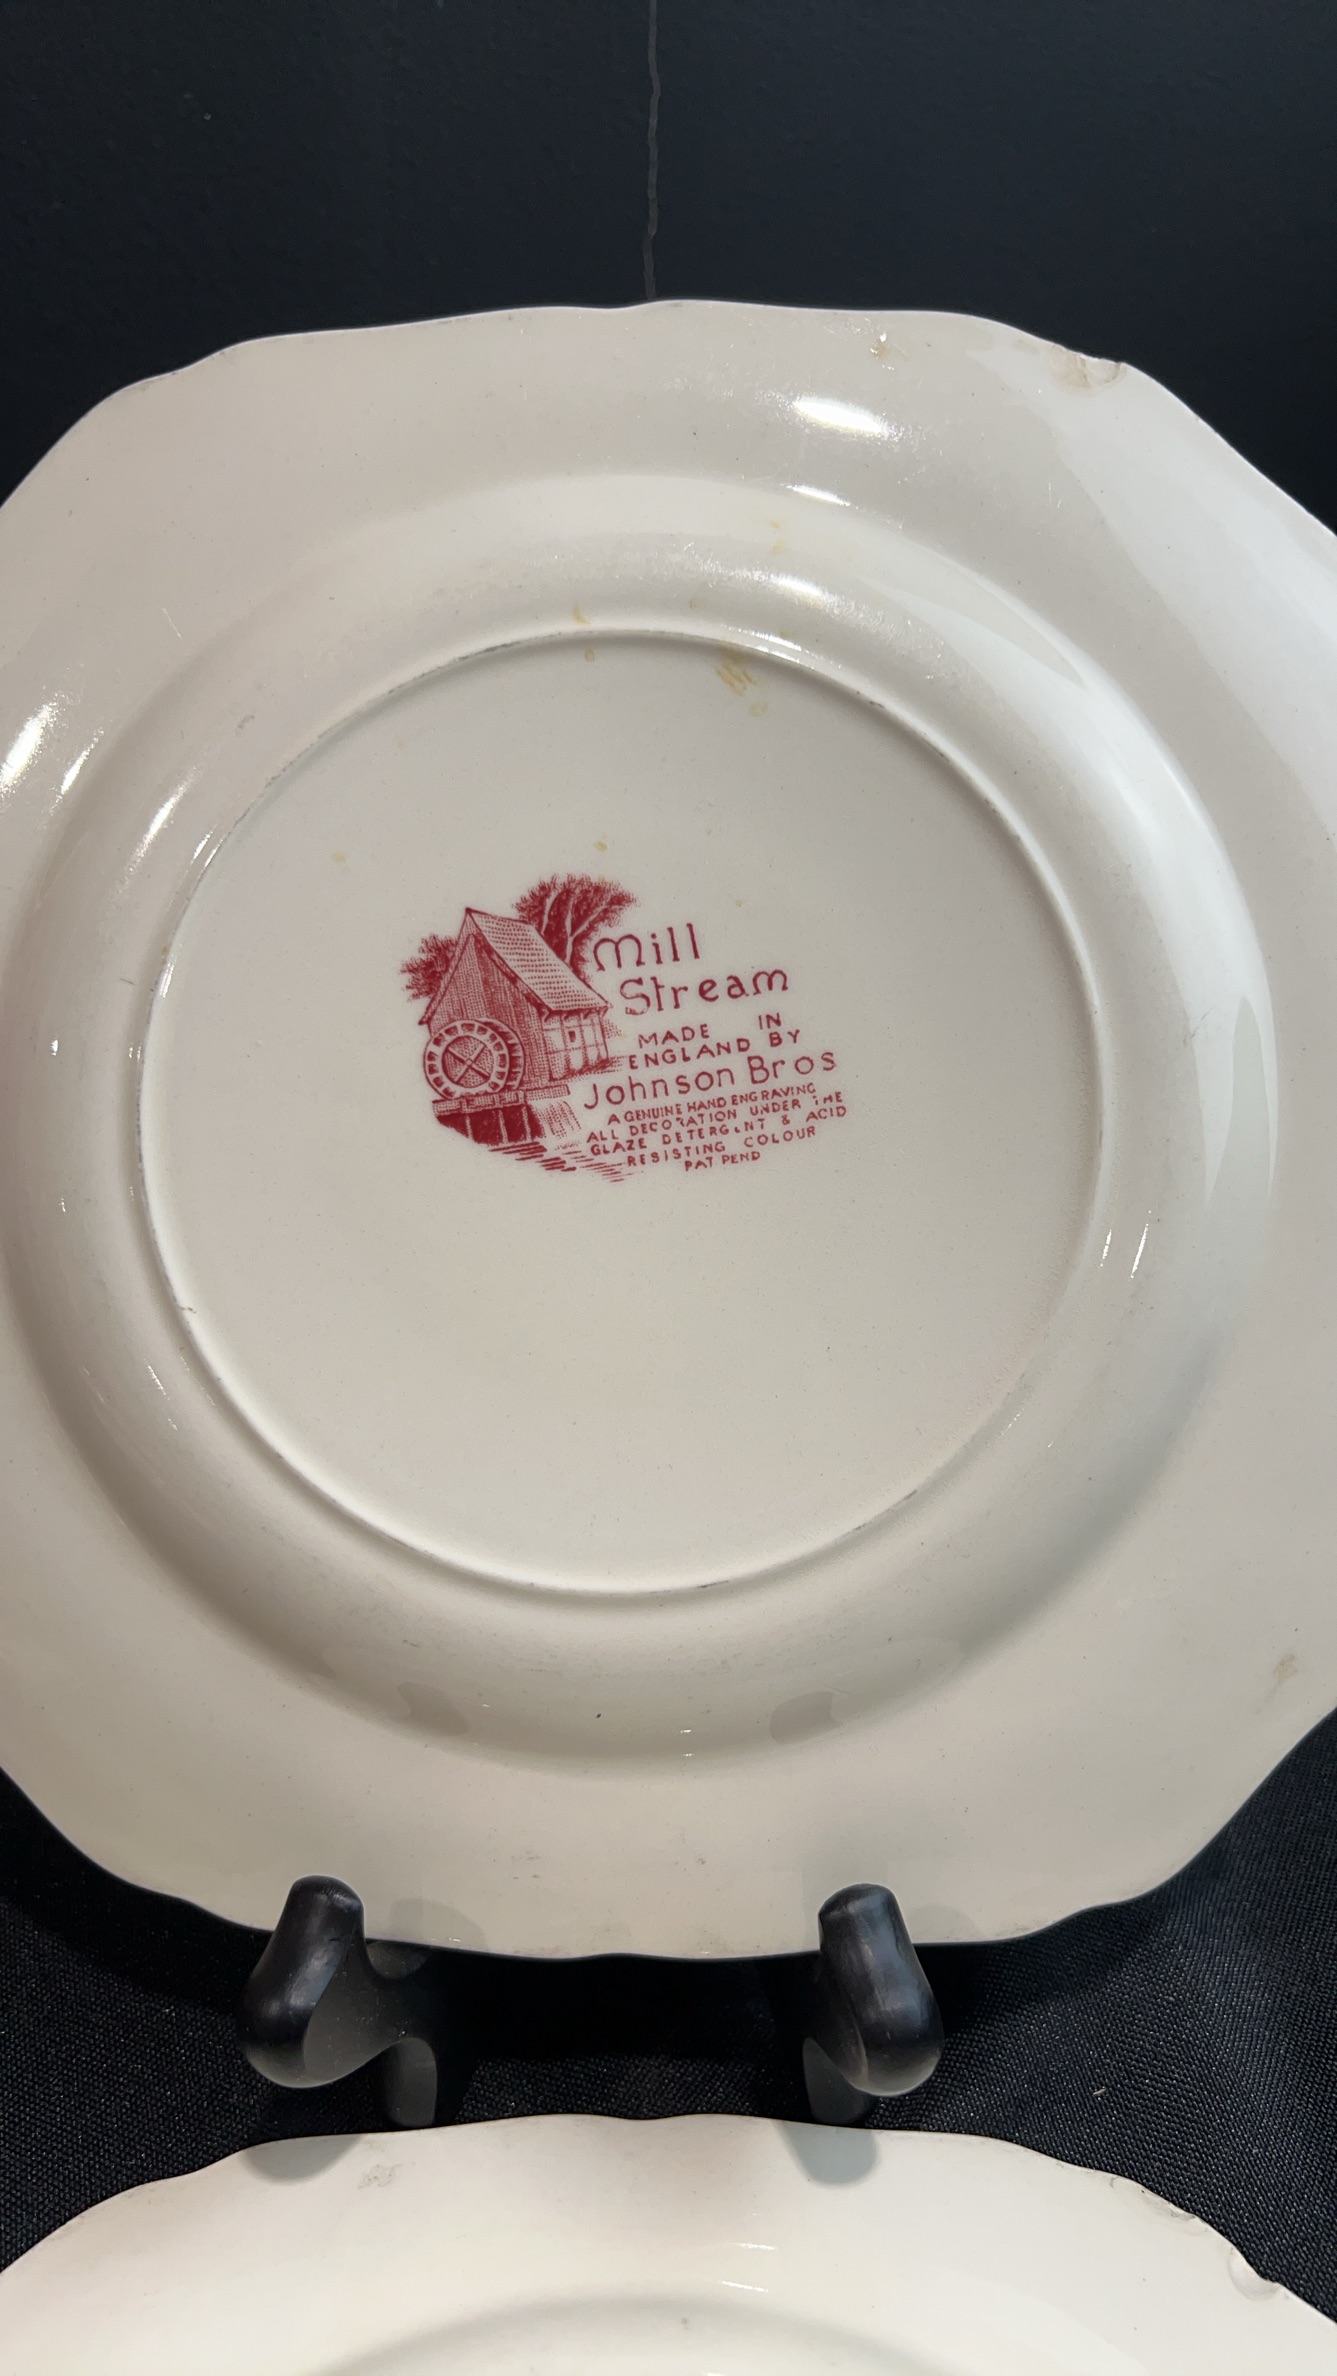 Mill
Stream
MADE IN
ENGLAND BY
Johnson Bros
A GENUINE HAND ENGRAVING
ALL DECORATION UNDER THE
GLAZE DETERGENT & ACID
RESISTING COLOUR
PAT PEND